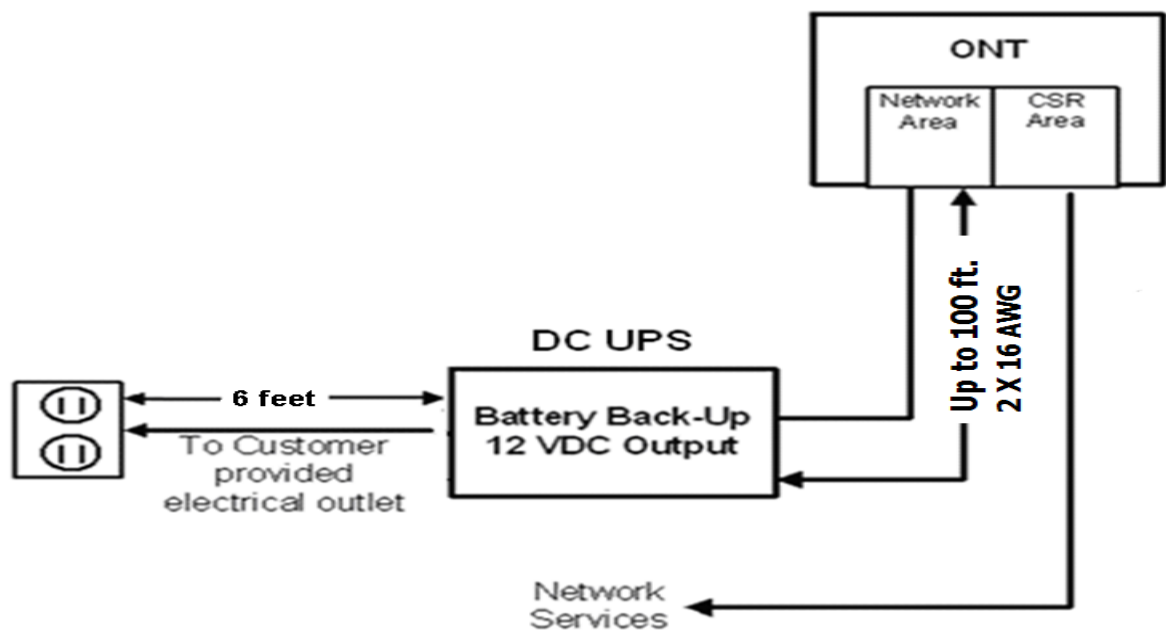 ONT
Network
Area
CSR
Area
Up to 100 ft.
2 X 16 AWG
DC UPS
Battery Back-Up
12 VDC Output
6 feet
To Customer
provided
electrical outlet
Network
Services